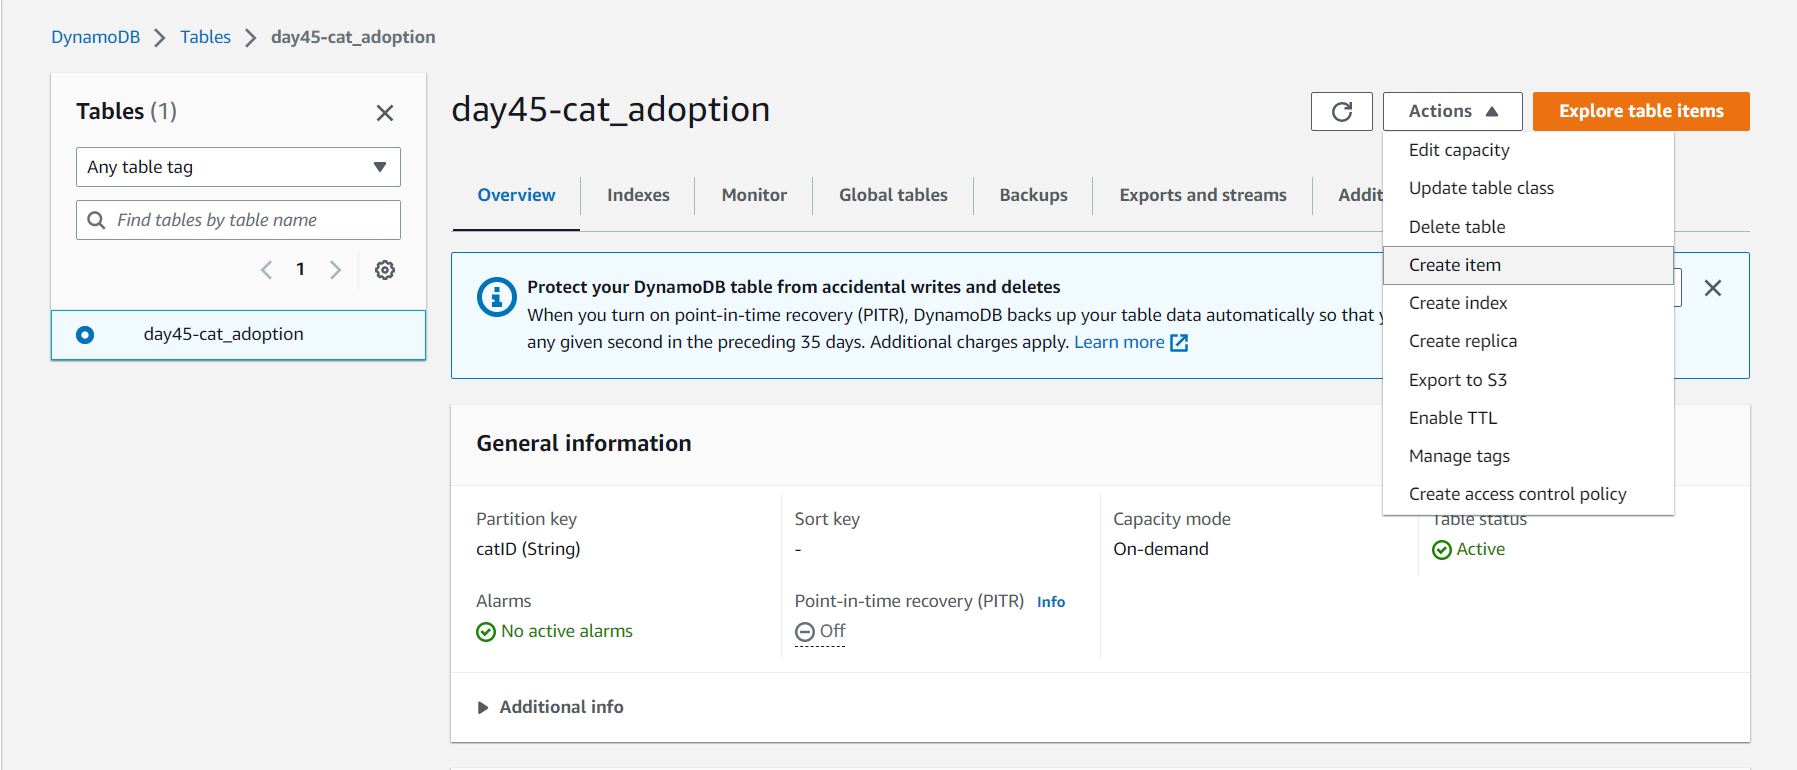 DynamoDB > Tables > day45-cat_adoption
Tables (1)
Any table tag
Find tables by table name
1
day45-cat_adoption
day45-cat_adoption
Actions
Explore table items
Edit capacity
Update table class
Delete table
Create item
Create index
Create replica
Export to S3
Enable TTL
Manage tags
Create access control policy
Overview
Indexes
Monitor
Global tables
Backups
Exports and streams
Addit
Protect your DynamoDB table from accidental writes and deletes
When you turn on point-in-time recovery (PITR), DynamoDB backs up your table data automatically so that
any given second in the preceding 35 days. Additional charges apply. Learn more
General information
Partition key
catID (String)
Sort key
-
Capacity mode
On-demand
Table status
Active
Alarms
No active alarms
Point-in-time recovery (PITR) Info
Off
Additional info